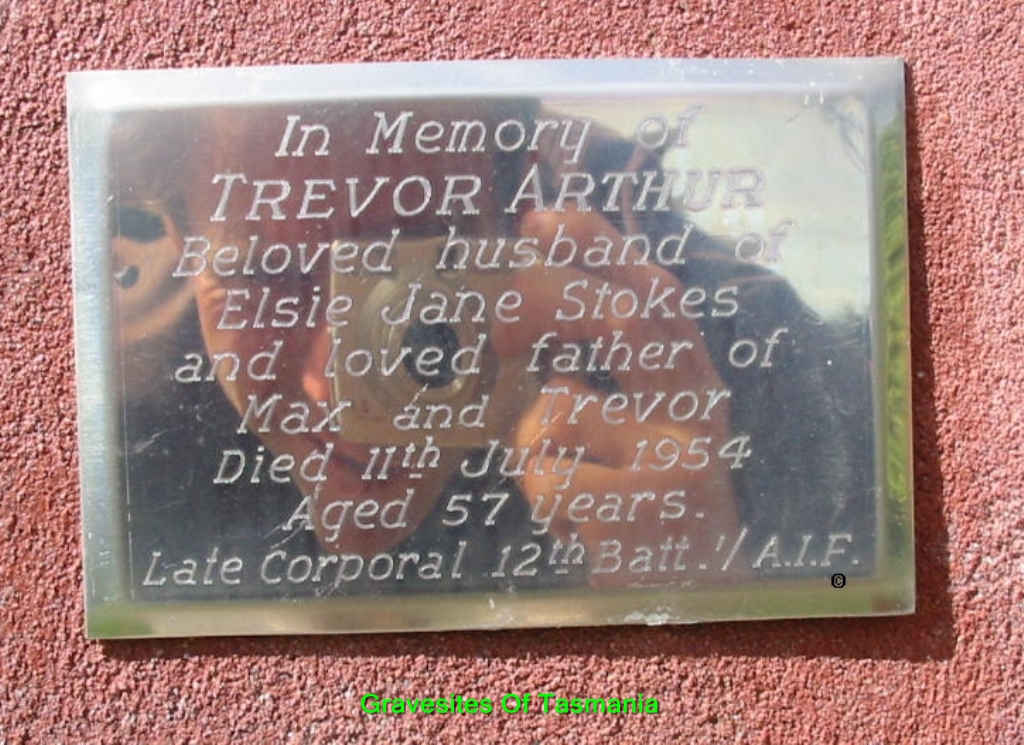 In Memory of
TREVOR ARTHUR
Beloved husband of
Elsie Jane Stokes
and loved father of
Max and Trevor
Died 11th July 1954
Aged 57 years.
Late Corporal 12th Batt. '/ A.I.F.
©
Gravesites Of Tasmania